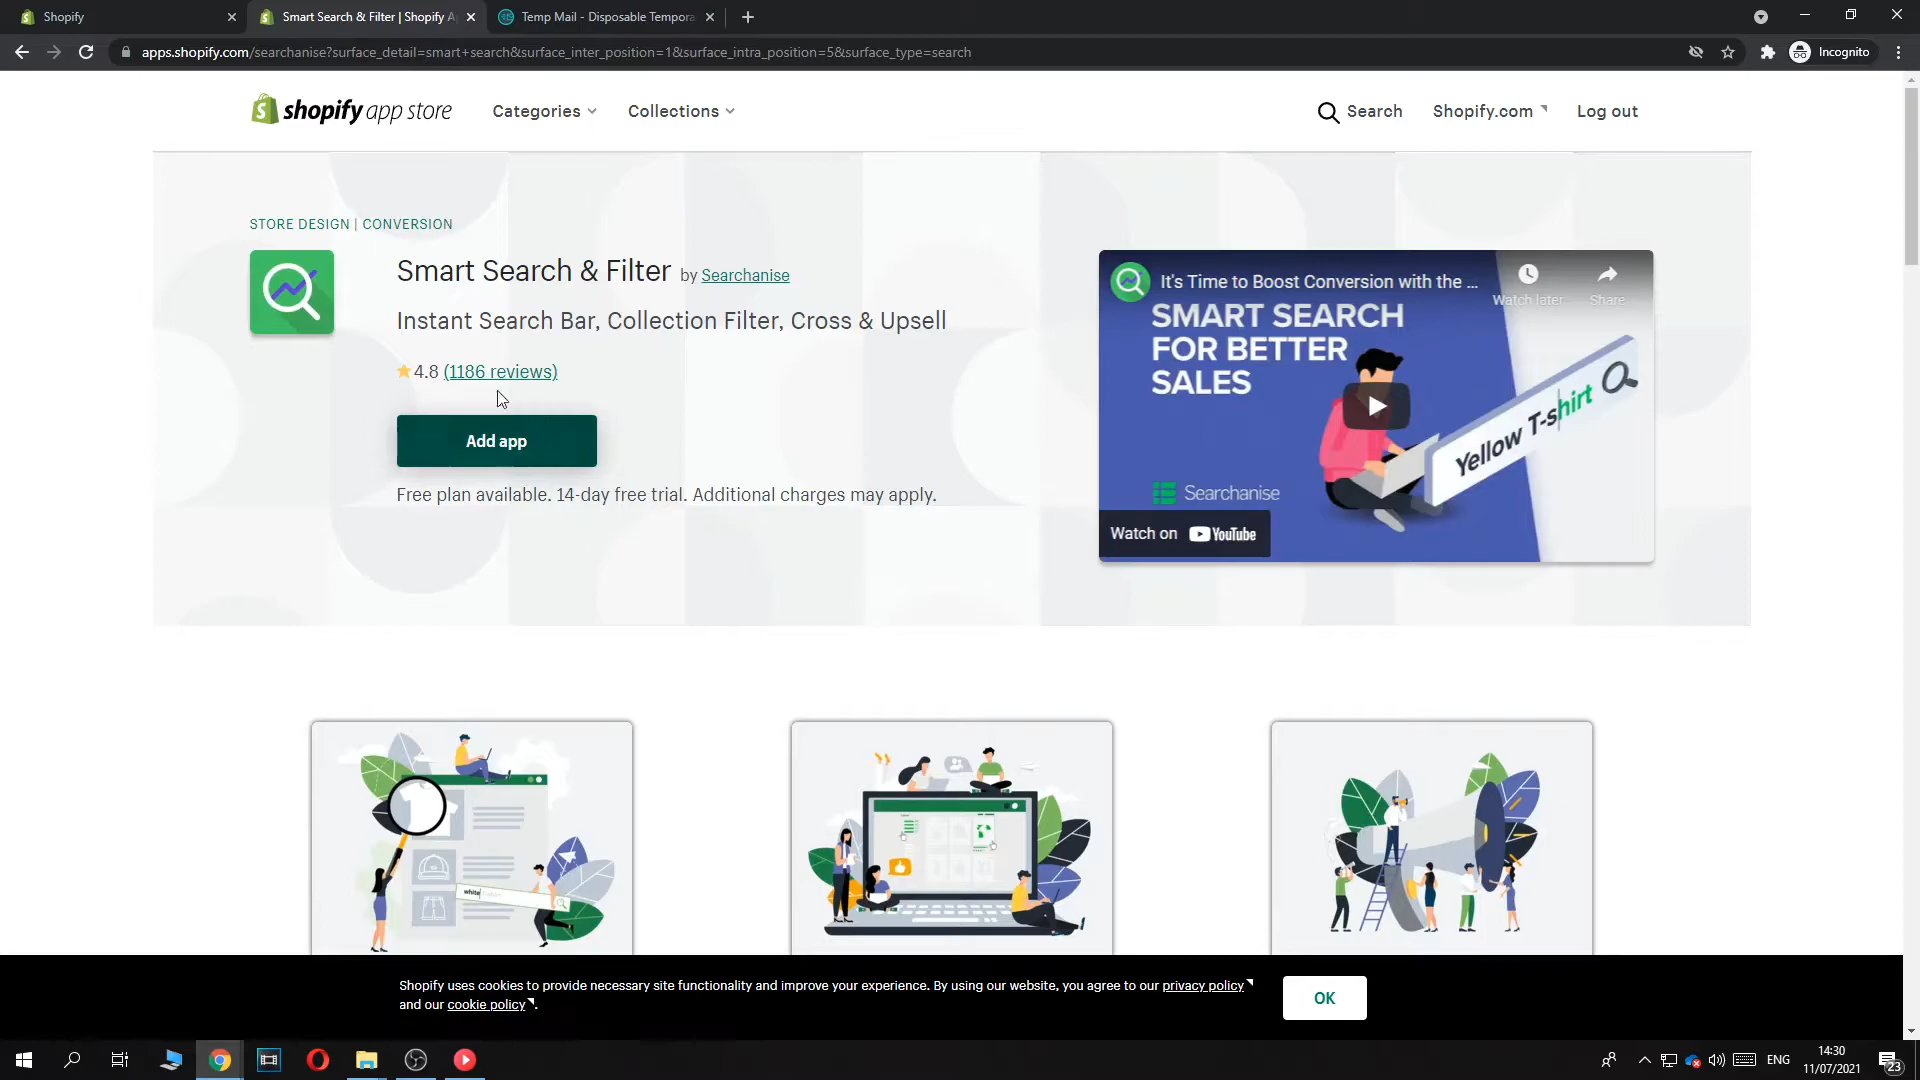 Shopify
Smart Search & Filter | Shopify A
Temp Mail - Disposable Tempora
apps.shopify.com/searchanise?surface_detail=smart+search&surface_inter_position=1&surface_intra_position=5&surface_type=search
Incognito
shopify app store
Categories
Collections
Search
Shopify.com
Log out
STORE DESIGN | CONVERSION
Smart Search & Filter by Searchanise
Instant Search Bar, Collection Filter, Cross & Upsell
4.8 (1186 reviews)
Add app
Free plan available. 14-day free trial. Additional charges may apply.
It's Time to Boost Conversion with the ...
Watch later
Share
SMART SEARCH
FOR BETTER
SALES
Yellow T-shirt
Searchanise
Watch on YouTube
white
Shopify uses cookies to provide necessary site functionality and improve your experience. By using our website, you agree to our privacy policy
and our cookie policy .
OK
ENG
14:30
11/07/2021
23